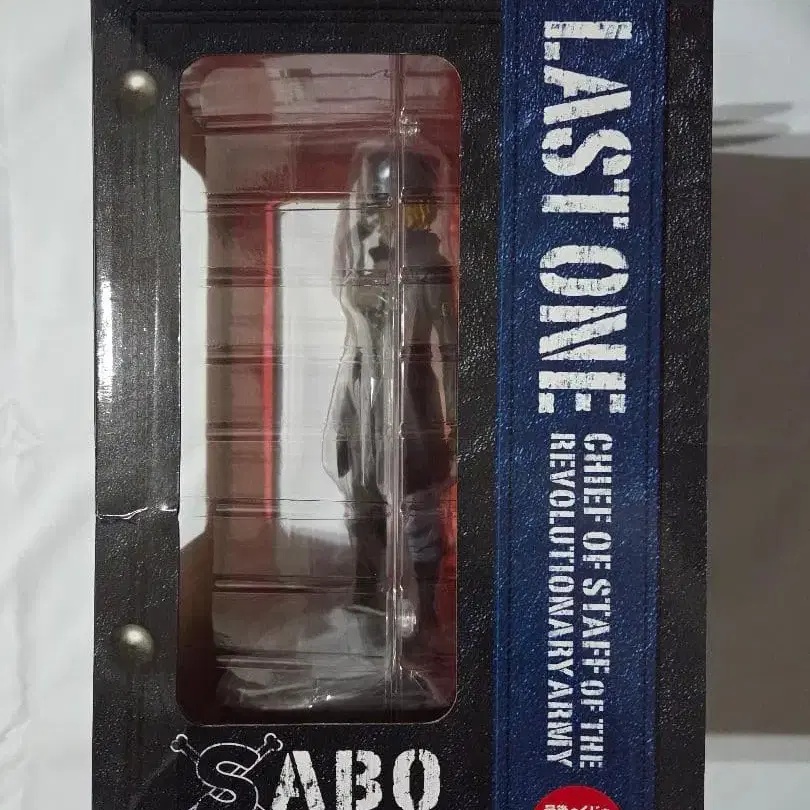 LAST ONE
CHIEF OF STAFF OF THE
REVOLUTIONARY ARMY
SABO